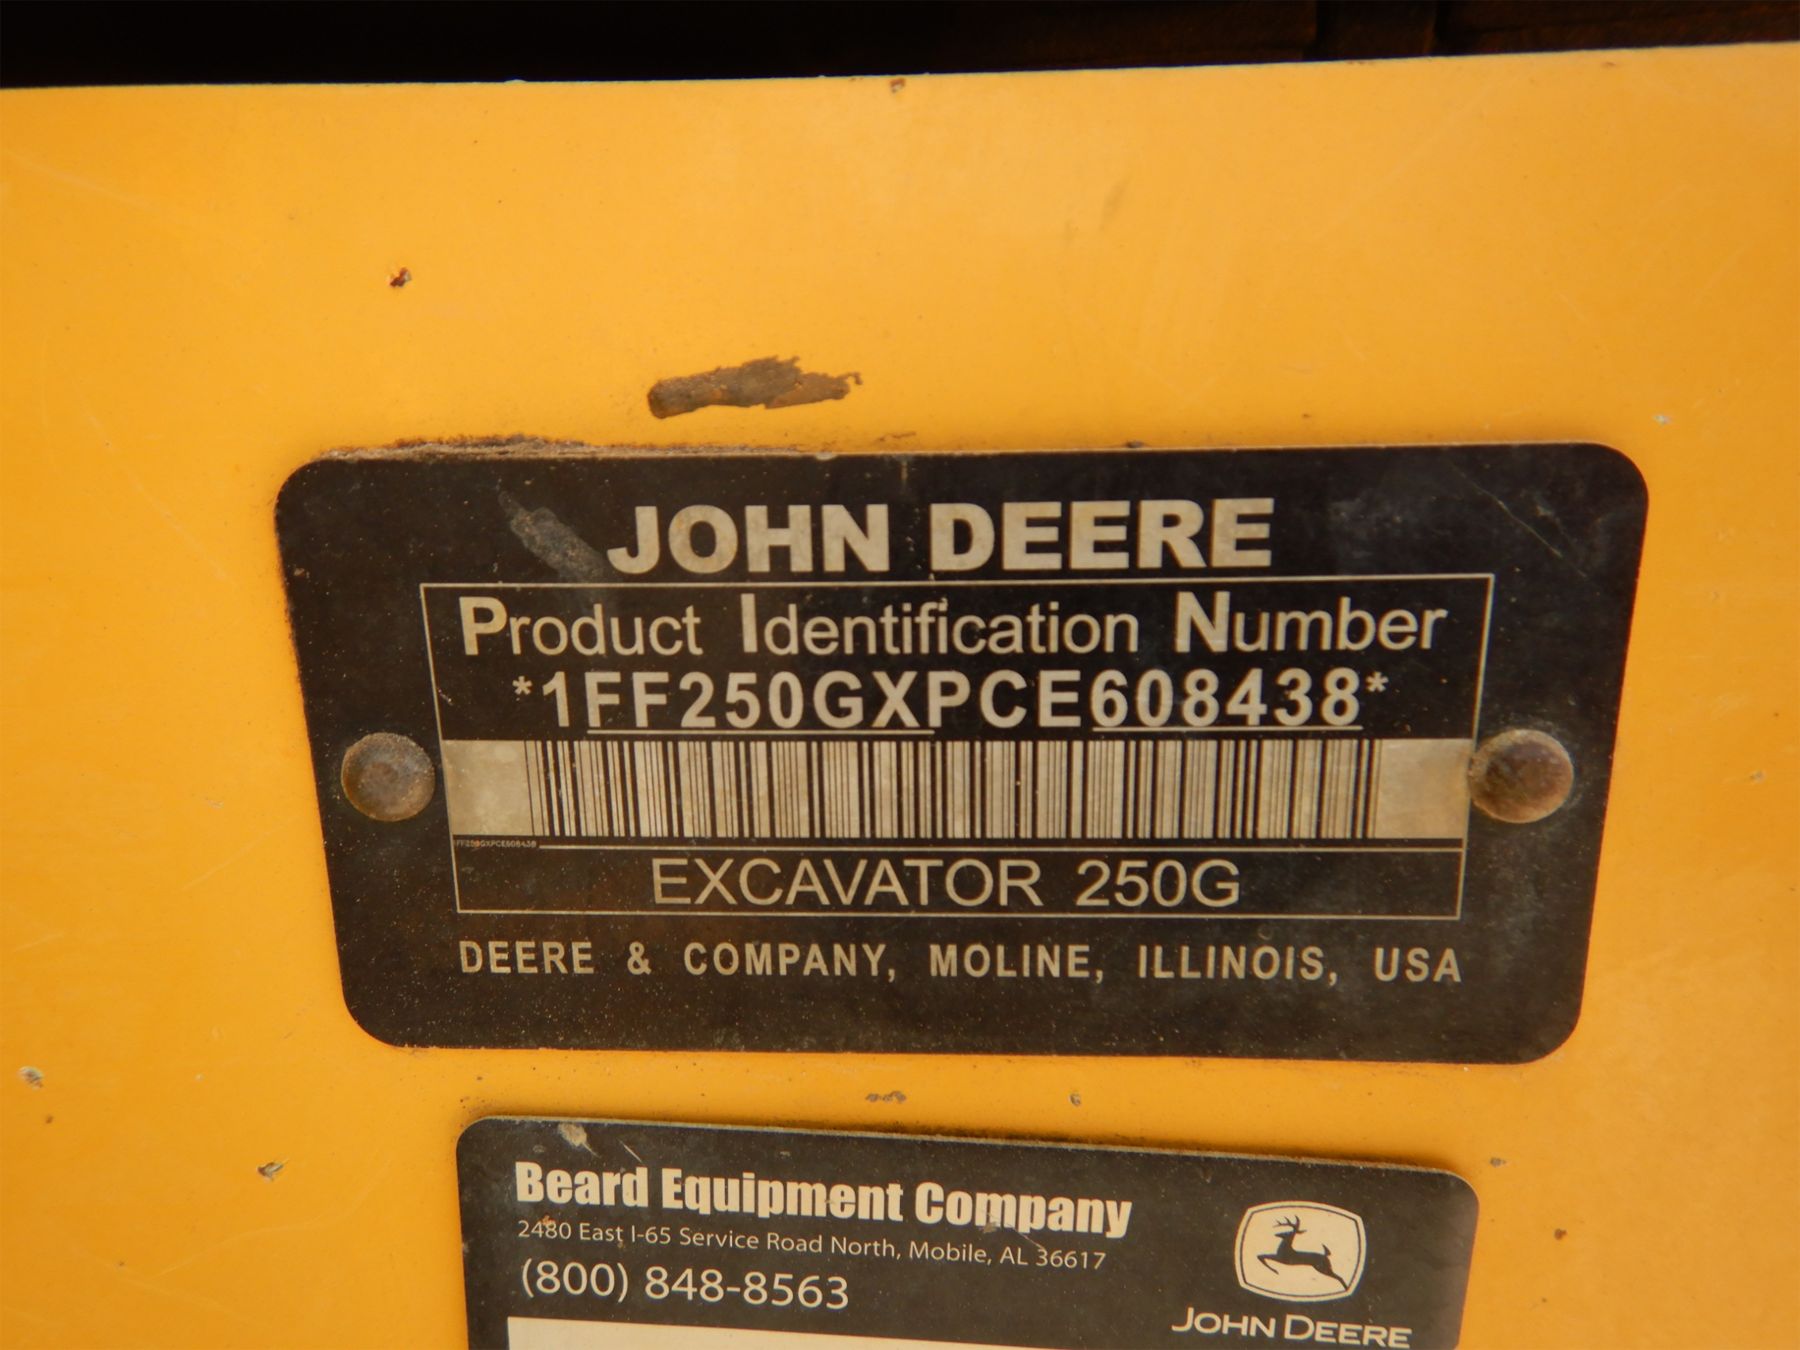 JOHN DEERE
Product Identification Number
*1FF250GXPCE608438*
1FF250GXPCE608438
EXCAVATOR 250G
DEERE & COMPANY, MOLINE, ILLINOIS, USA
Beard Equipment Company
2480 East I-65 Service Road North, Mobile, AL 36617
(800) 848-8563
JOHN DEERE